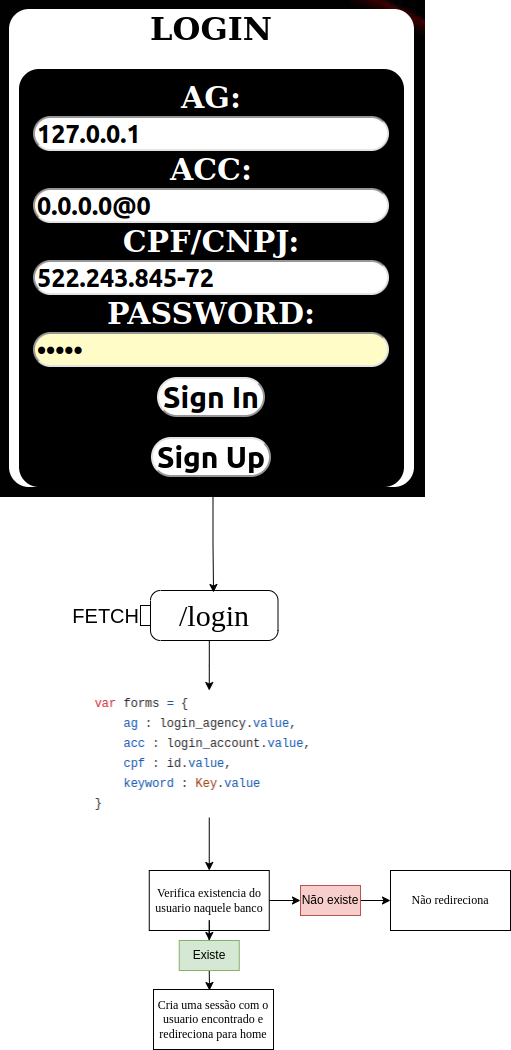 LOGIN
AG:
127.0.0.1
ACC:
0.0.0.0@0
CPF/CNPJ:
522.243.845-72
PASSWORD:
•••••
Sign In
Sign Up
FETCH
/login
var forms = {
    ag : login_agency.value,
    acc : login_account.value,
    cpf : id.value,
    keyword : Key.value
}
Verifica existencia do
usuario naquele banco
Não existe
Não redireciona
Existe
Cria uma sessão com o
usuario encontrado e
redireciona para home